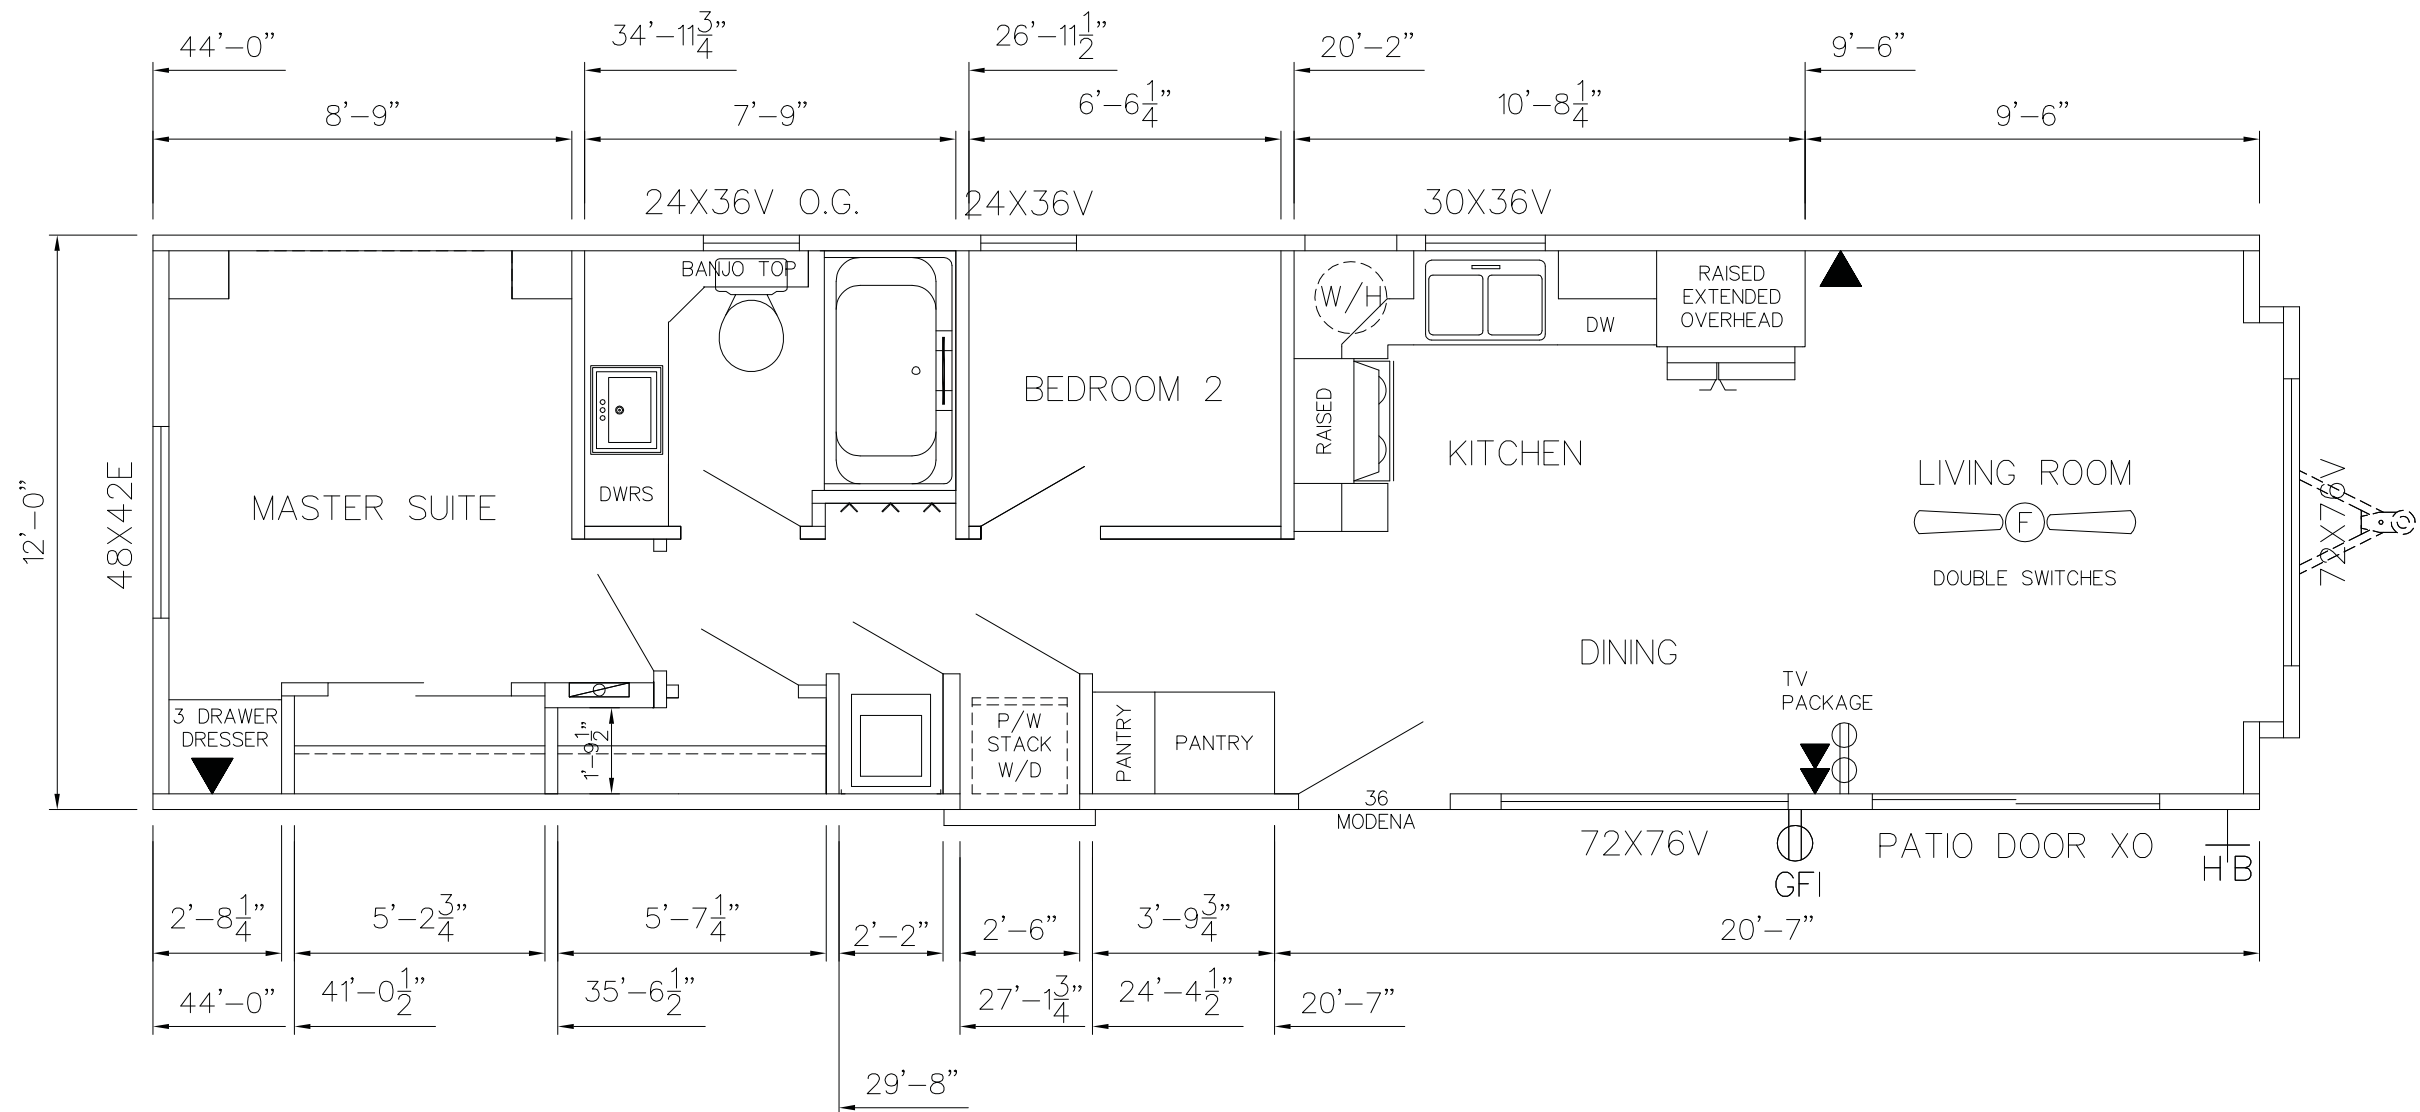 44'-0"
34'-11 3/4"
26'-11 1/2"
20'-2"
9'-6"
8'-9"
7'-9"
6'-6 1/4"
10'-8 1/4"
9'-6"
24X36V O.G.
24X36V
30X36V
BANJO TOP
W/H
DW
RAISED
EXTENDED
OVERHEAD
RAISED
BEDROOM 2
KITCHEN
LIVING ROOM
F
DOUBLE SWITCHES
72X76V
12'-0"
48X42E
MASTER SUITE
DWRS
DINING
TV
PACKAGE
3 DRAWER
DRESSER
1'-9 1/2"
P/W
STACK
W/D
PANTRY
PANTRY
36
MODENA
72X76V
GFI
PATIO DOOR XO
HB
2'-8 1/4"
5'-2 3/4"
5'-7 1/4"
2'-2"
2'-6"
3'-9 3/4"
20'-7"
44'-0"
41'-0 1/2"
35'-6 1/2"
27'-1 3/4"
24'-4 1/2"
20'-7"
29'-8"